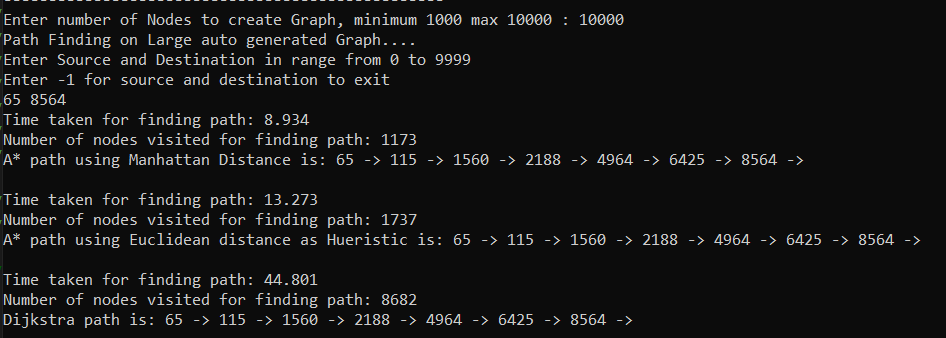 Enter number of Nodes to create Graph, minimum 1000 max 10000 : 10000
Path Finding on Large auto generated Graph....
Enter Source and Destination in range from 0 to 9999
Enter -1 for source and destination to exit
65 8564
Time taken for finding path: 8.934
Number of nodes visited for finding path: 1173
A* path using Manhattan Distance is: 65 -> 115 -> 1560 -> 2188 -> 4964 -> 6425 -> 8564 ->
Time taken for finding path: 13.273
Number of nodes visited for finding path: 1737
A* path using Euclidean distance as Hueristic is: 65 -> 115 -> 1560 -> 2188 -> 4964 -> 6425 -> 8564 ->
Time taken for finding path: 44.801
Number of nodes visited for finding path: 8682
Dijkstra path is: 65 -> 115 -> 1560 -> 2188 -> 4964 -> 6425 -> 8564 ->